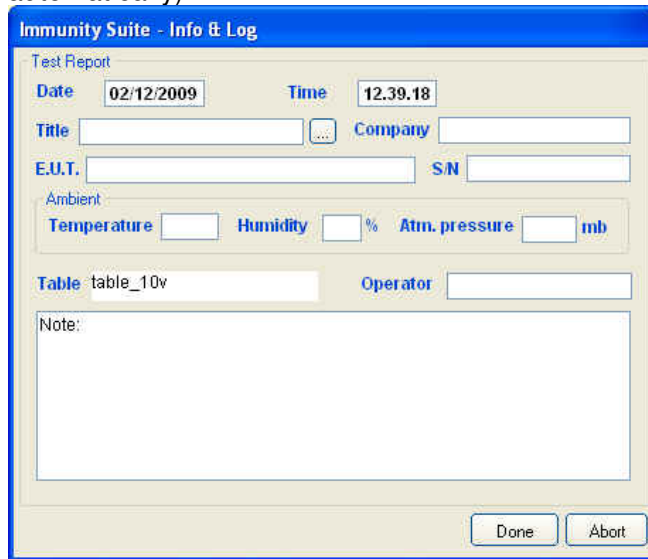 Immunity Suite - Info & Log
Test Report
Date 02/12/2009 Time 12.39.18
Title ... Company
E.U.T. S/N
Ambient
Temperature Humidity % Atm. pressure mb
Table table_10v Operator
Note:
Done Abort